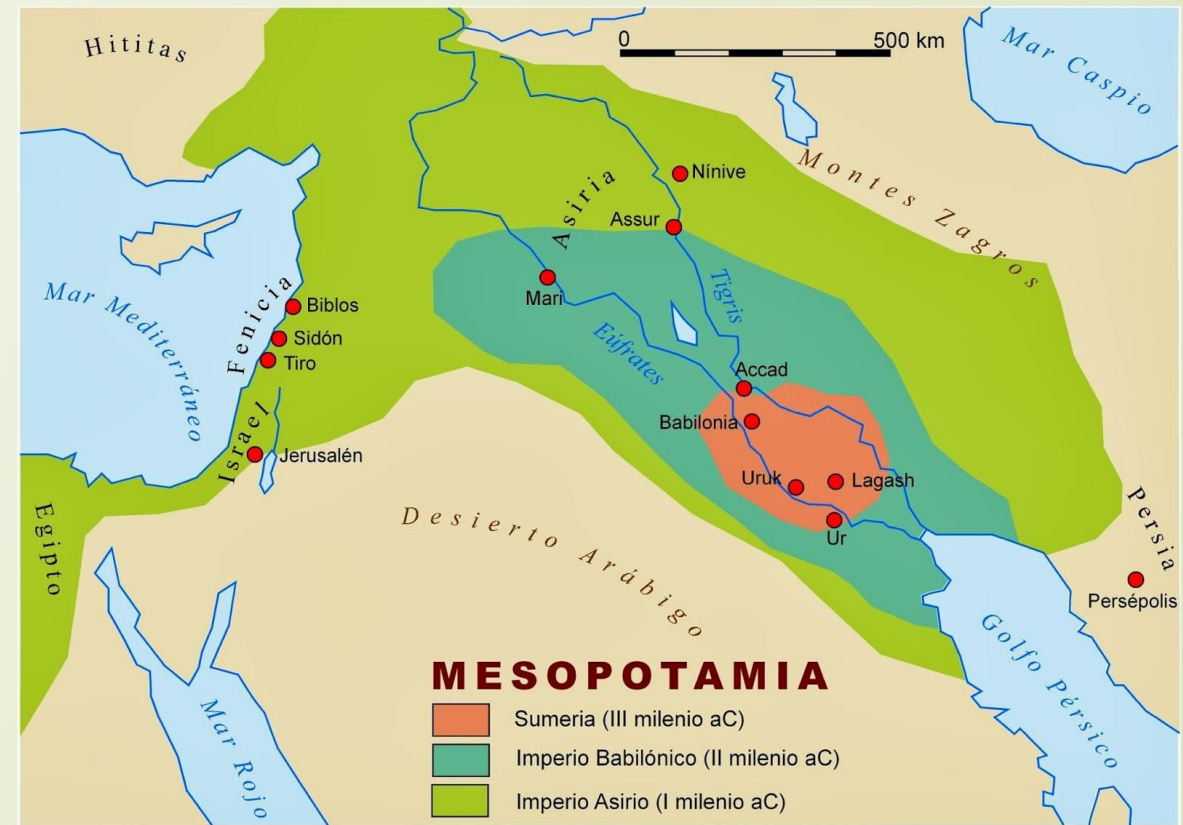 Hititas
0 500 km
Mar Caspio
Montes Zagros
Nínive
Asiria
Assur
Mari
Tigris
Eúfrates
Fenicia
Biblos
Sidón
Tiro
Mar Mediterráneo
Israel
Jerusalén
Egipto
Accad
Babilonia
Uruk
Lagash
Ur
Desierto Arábigo
Persia
Persépolis
Golfo Pérsico
Mar Rojo
MESOPOTAMIA
Sumeria (III milenio aC)
Imperio Babilónico (II milenio aC)
Imperio Asirio (I milenio aC)